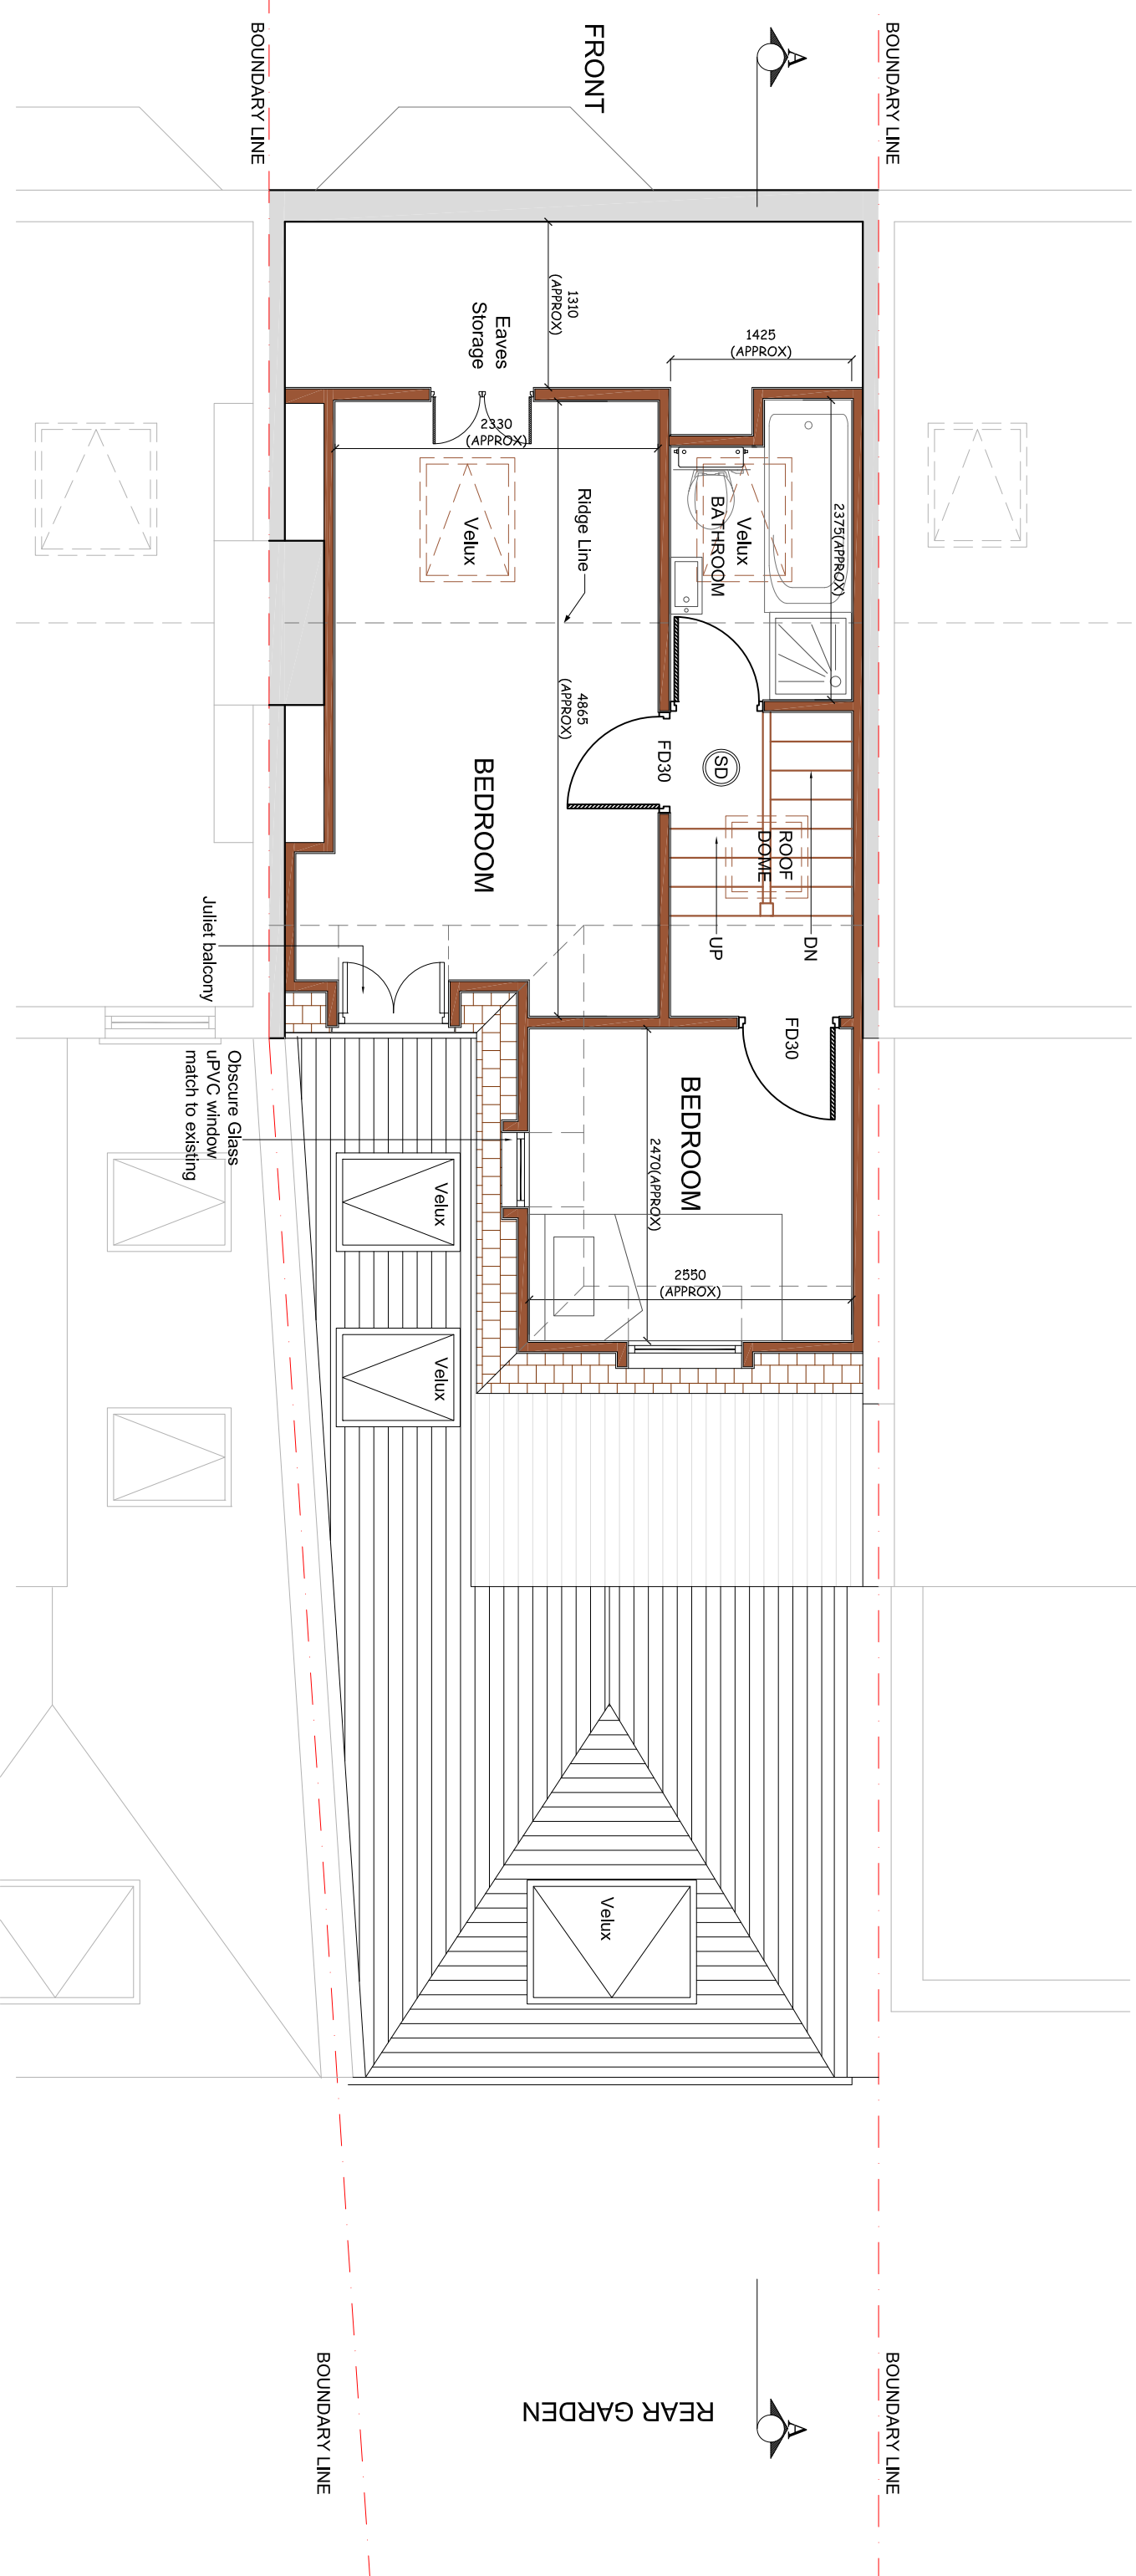 BOUNDARY LINE
FRONT
A
BOUNDARY LINE
1310
(APPROX)
Eaves
Storage
1425
(APPROX)
2330
(APPROX)
Velux
Ridge Line
2375(APPROX)
Velux
BATHROOM
4865
(APPROX)
FD30
SD
BEDROOM
ROOF
DOME
UP
DN
Juliet balcony
FD30
Obscure Glass
uPVC window
match to existing
BEDROOM
2470(APPROX)
2550
(APPROX)
Velux
Velux
Velux
BOUNDARY LINE
REAR GARDEN
A
BOUNDARY LINE